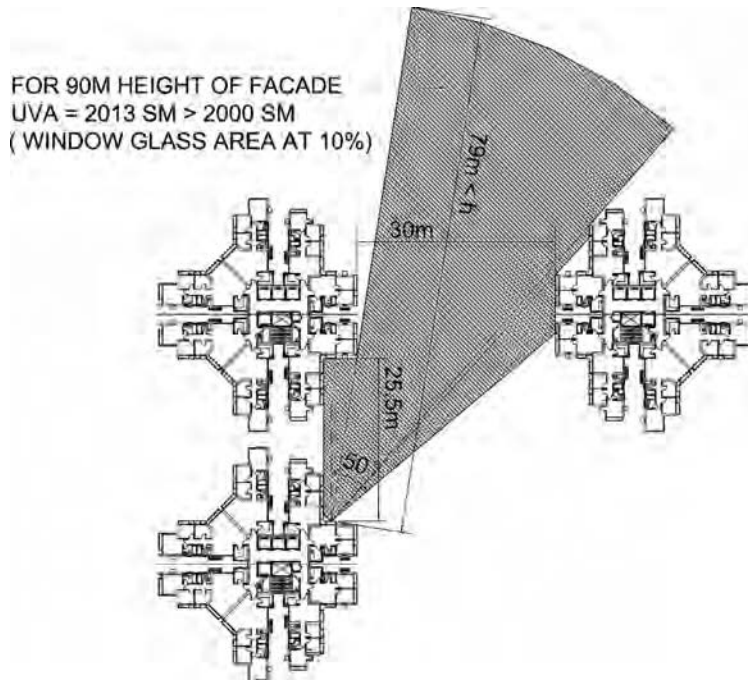 FOR 90M HEIGHT OF FACADE
UVA = 2013 SM > 2000 SM
( WINDOW GLASS AREA AT 10%)
79m < h
30m
25.5m
50